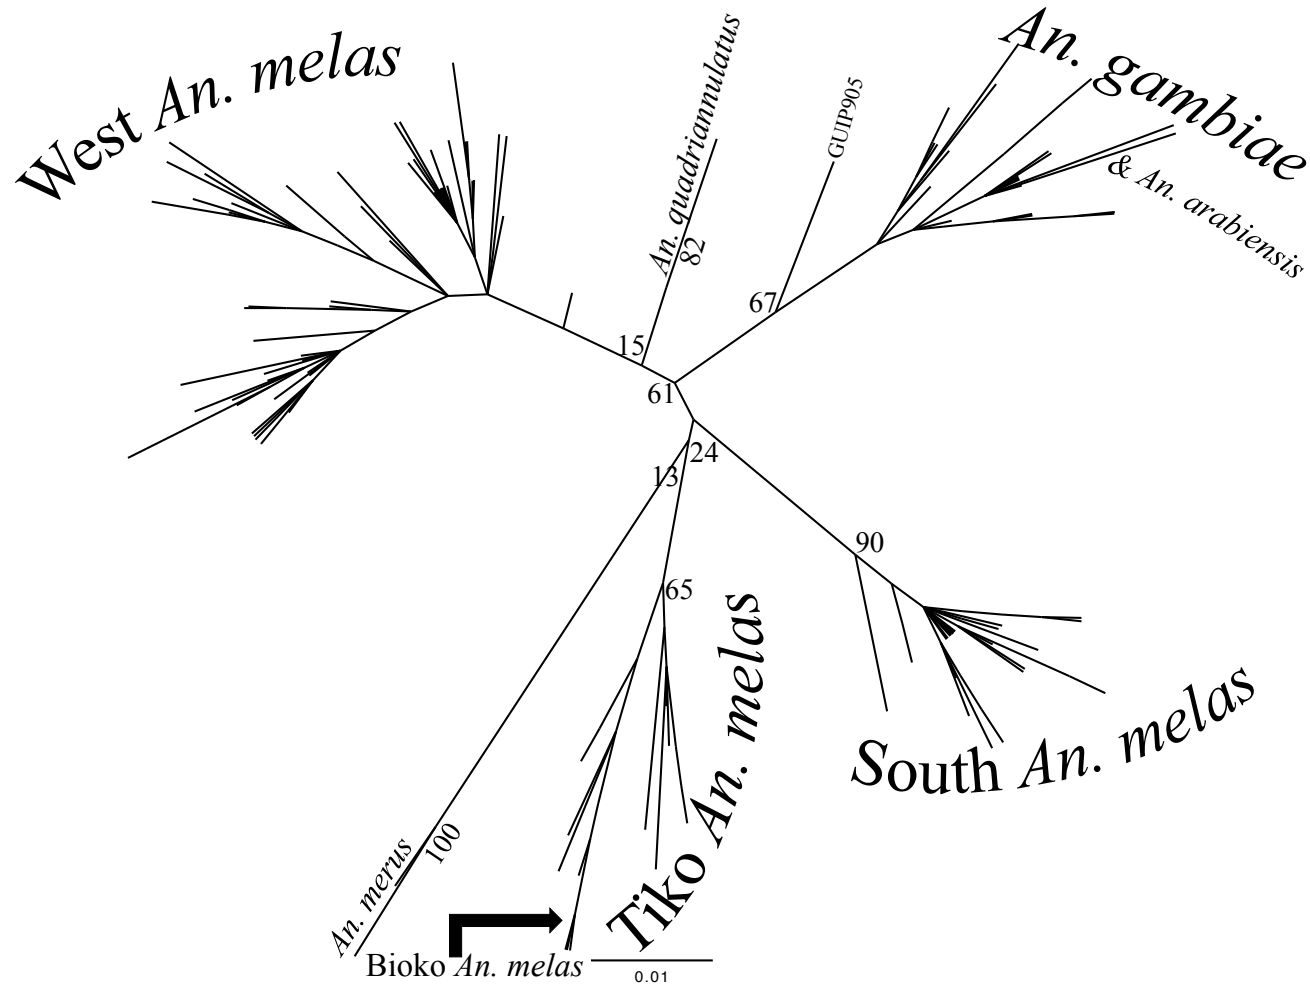 West An. melas
An. quadriannulatus
82
GUIP905
An. gambiae
& An. arabiensis
67
15
61
24
13
90
65
Tiko An. melas
South An. melas
An. merus
100
Bioko An. melas
0.01